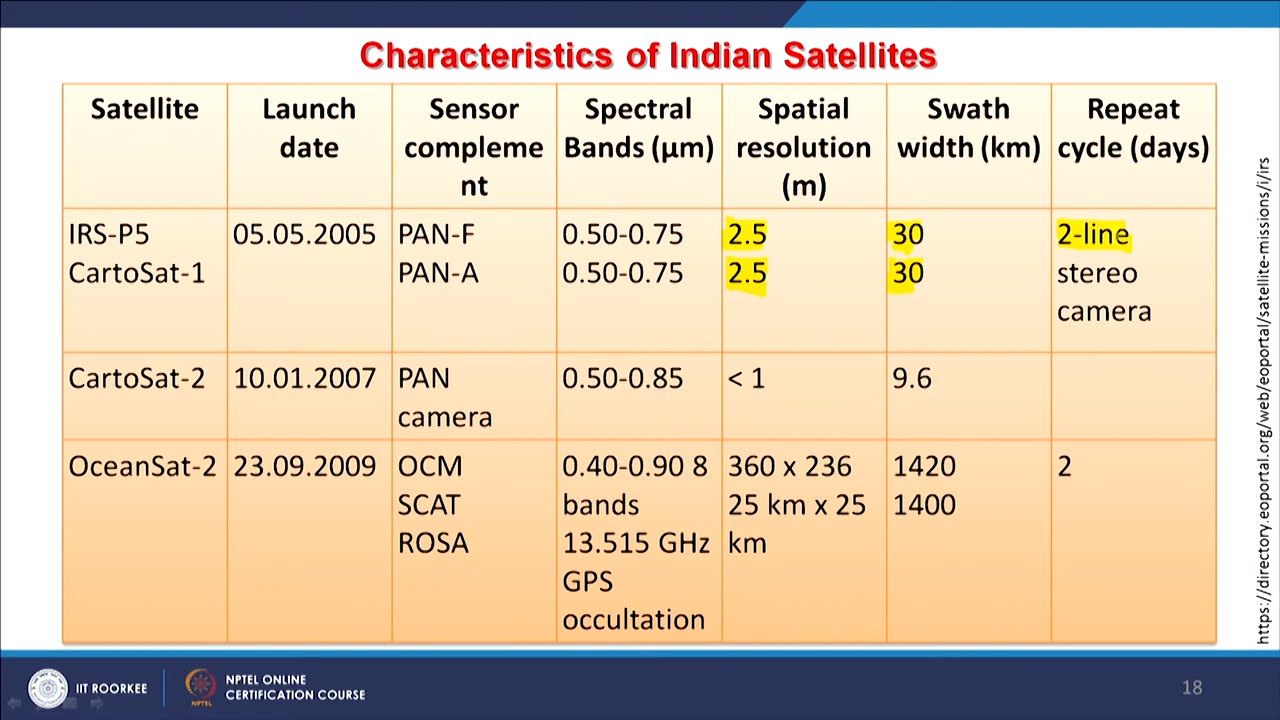 Characteristics of Indian Satellites
Satellite
Launch
date
Sensor
compleme
nt
Spectral
Bands (μm)
Spatial
resolution
(m)
Swath
width (km)
Repeat
cycle (days)
IRS-P5
CartoSat-1
05.05.2005
PAN-F
PAN-A
0.50-0.75
0.50-0.75
2.5
2.5
30
30
2-line
stereo
camera
CartoSat-2
10.01.2007
PAN
camera
0.50-0.85
< 1
9.6
OceanSat-2
23.09.2009
OCM
SCAT
ROSA
0.40-0.90 8
bands
13.515 GHz
GPS
occultation
360 x 236
25 km x 25
km
1420
1400
2
https://directory.eoportal.org/web/eoportal/satellite-missions/i/irs
IIT ROORKEE
NPTEL
NPTEL ONLINE
CERTIFICATION COURSE
18